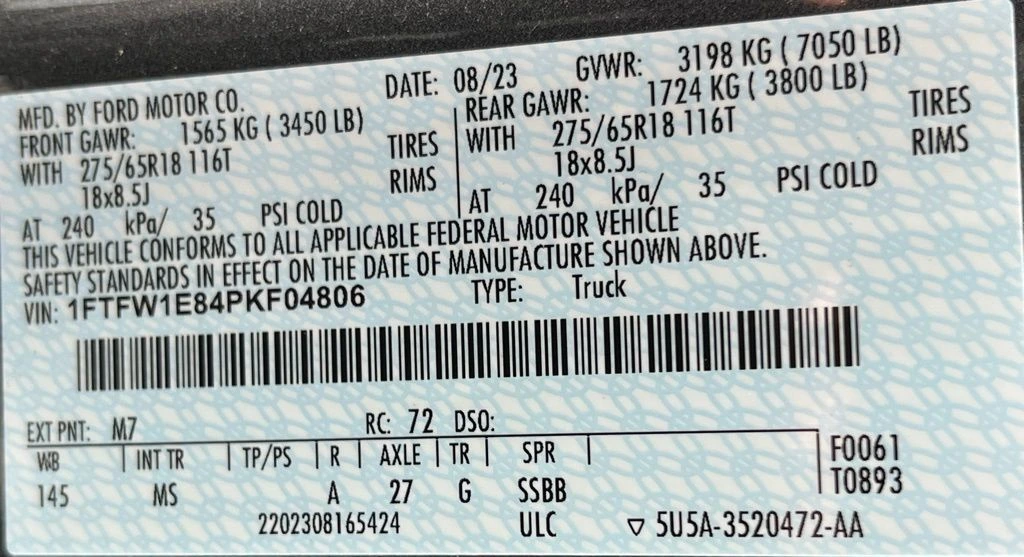 MFD. BY FORD MOTOR CO. DATE: 08/23 GVWR: 3198 KG ( 7050 LB)
FRONT GAWR: 1565 KG ( 3450 LB) REAR GAWR: 1724 KG ( 3800 LB)
WITH 275/65R18 116T TIRES WITH 275/65R18 116T TIRES
18x8.5J RIMS 18x8.5J RIMS
AT 240 kPa/ 35 PSI COLD AT 240 kPa/ 35 PSI COLD
THIS VEHICLE CONFORMS TO ALL APPLICABLE FEDERAL MOTOR VEHICLE
SAFETY STANDARDS IN EFFECT ON THE DATE OF MANUFACTURE SHOWN ABOVE.
VIN: 1FTFW1E84PKF04806 TYPE: Truck
EXT PNT: M7 RC: 72 DSO:
WB INT TR TP/PS R AXLE TR SPR F0061
145 MS A 27 G SSBB T0893
2202308165424 ULC ▽ 5U5A-3520472-AA